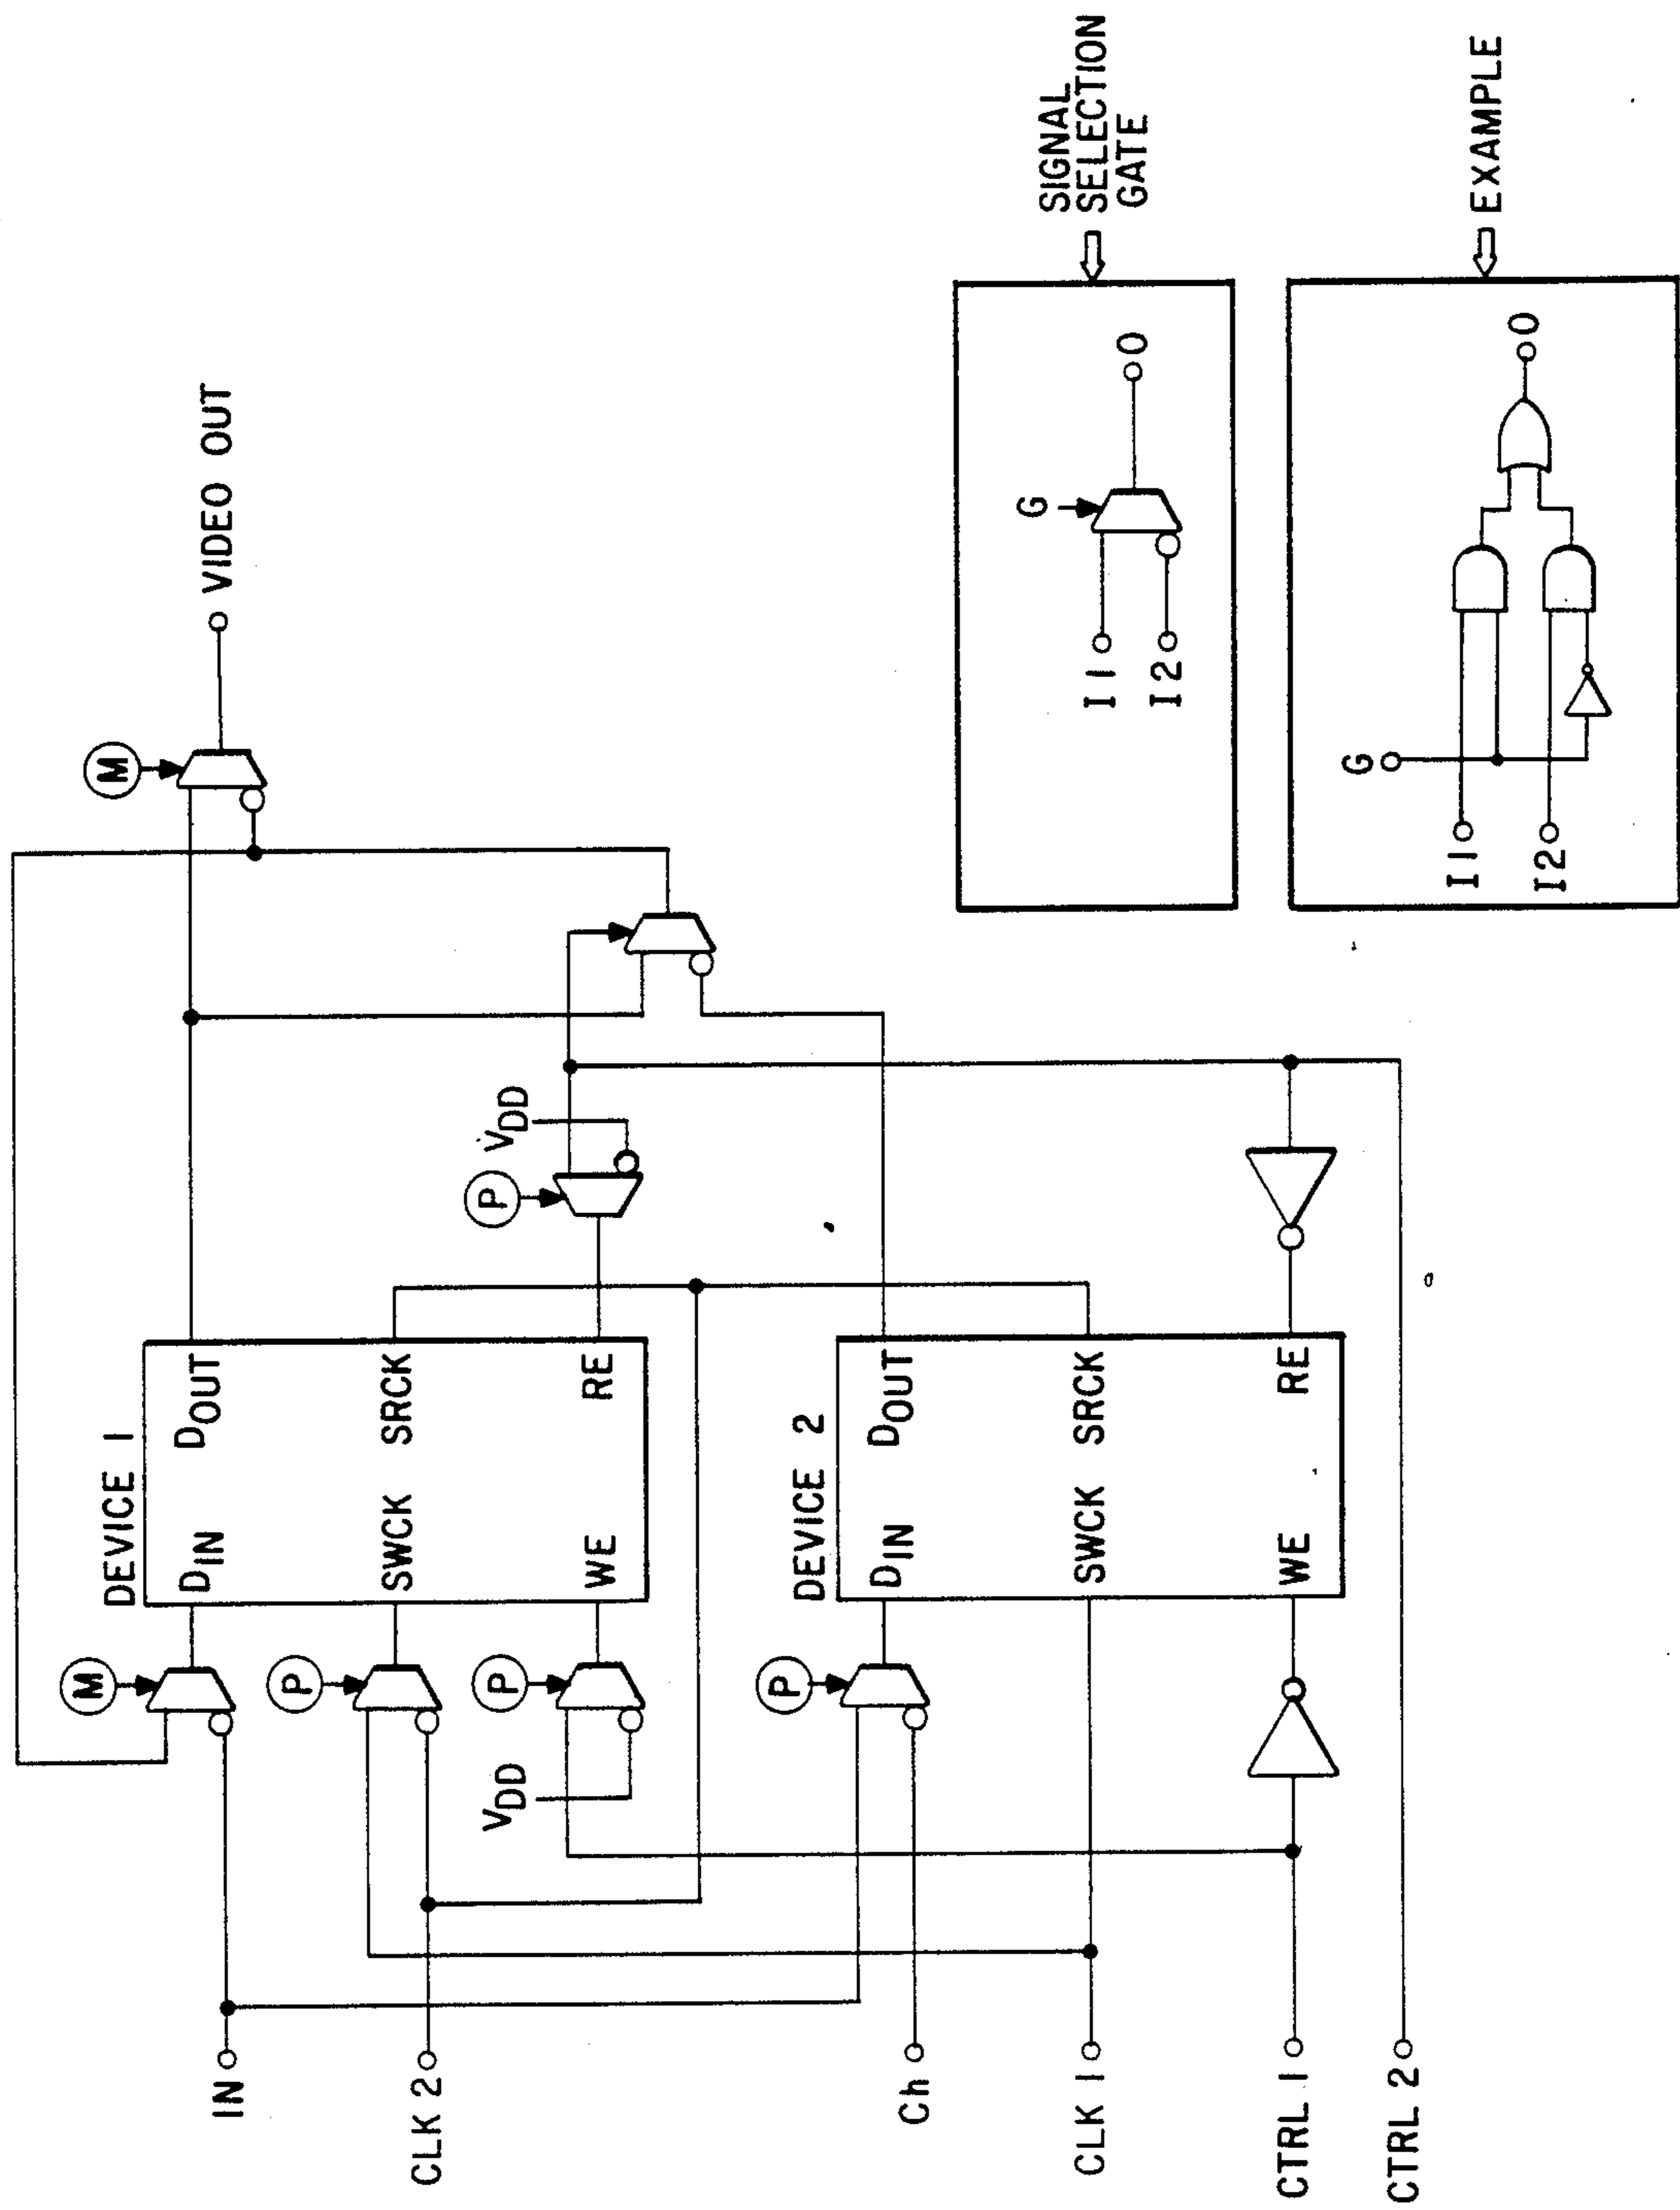 VIDEO OUT
M
DEVICE 1
DIN DOUT
SWCK SRCK
WE RE
M
P
P
VDD
P
VDD
IN
CLK 2
DEVICE 2
DIN DOUT
SWCK SRCK
WE RE
P
Ch
CLK 1
CTRL 1
CTRL 2
SIGNAL
SELECTION
GATE
G
I1
I2
O
EXAMPLE
G
I1
I2
O